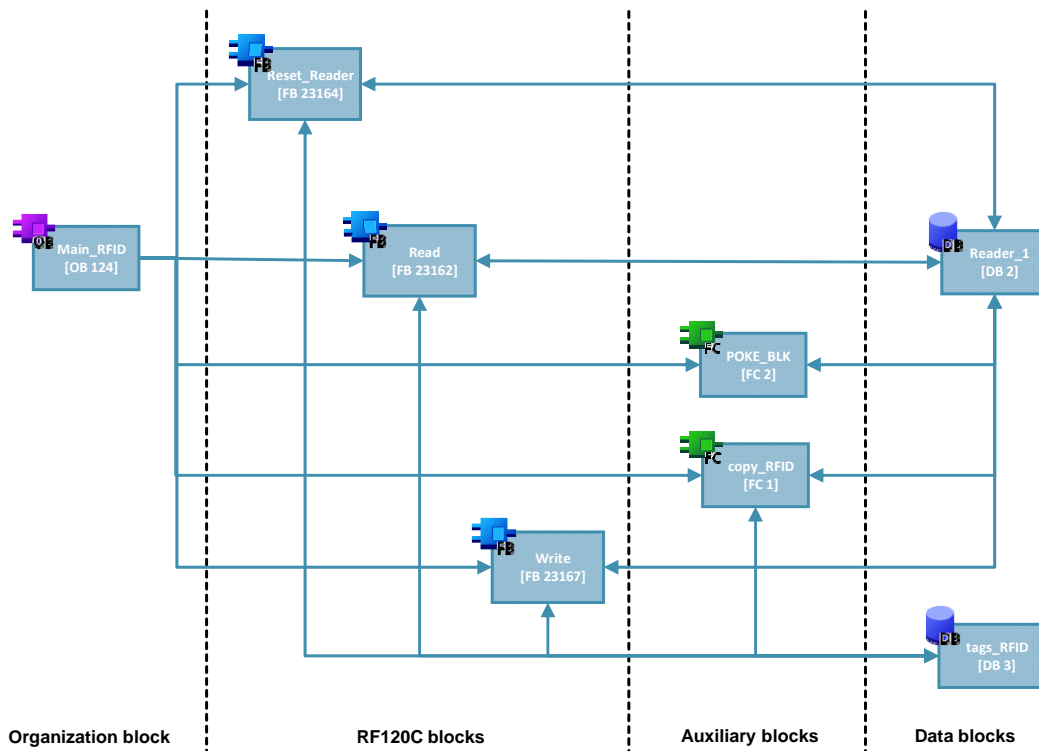 FB
Reset_Reader
[FB 23164]
OB
Main_RFID
[OB 124]
FB
Read
[FB 23162]
DB
Reader_1
[DB 2]
FC
POKE_BLK
[FC 2]
FC
copy_RFID
[FC 1]
FB
Write
[FB 23167]
DB
tags_RFID
[DB 3]
Organization block
RF120C blocks
Auxiliary blocks
Data blocks